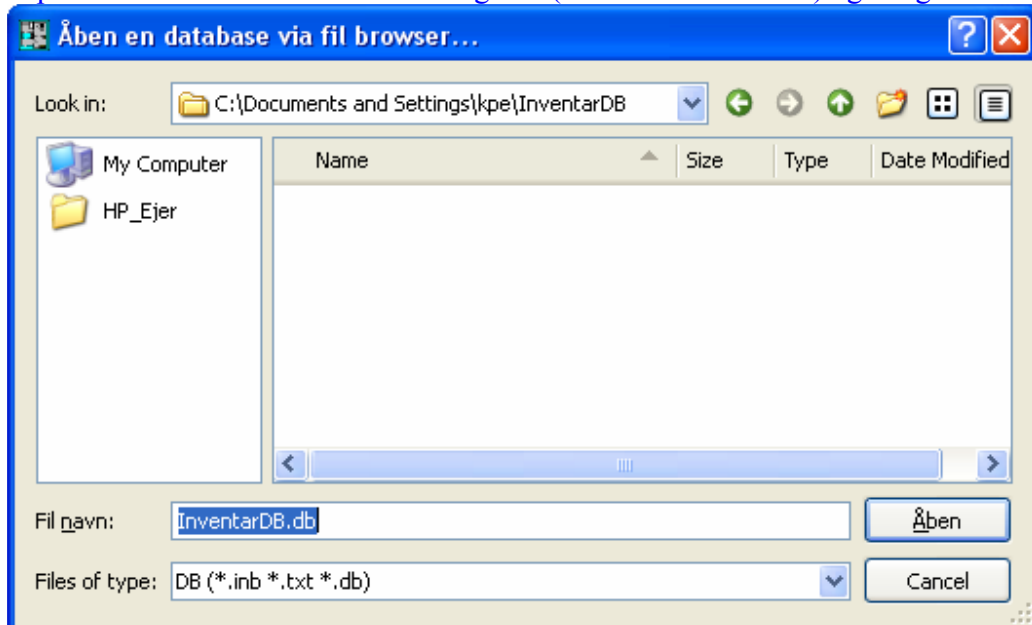 Åben en database via fil browser...
Look in: C:\Documents and Settings\kpe\InventarDB
My Computer
HP_Ejer
Name Size Type Date Modified
Fil navn: InventarDB.db Åben
Files of type: DB (*.inb *.txt *.db) Cancel